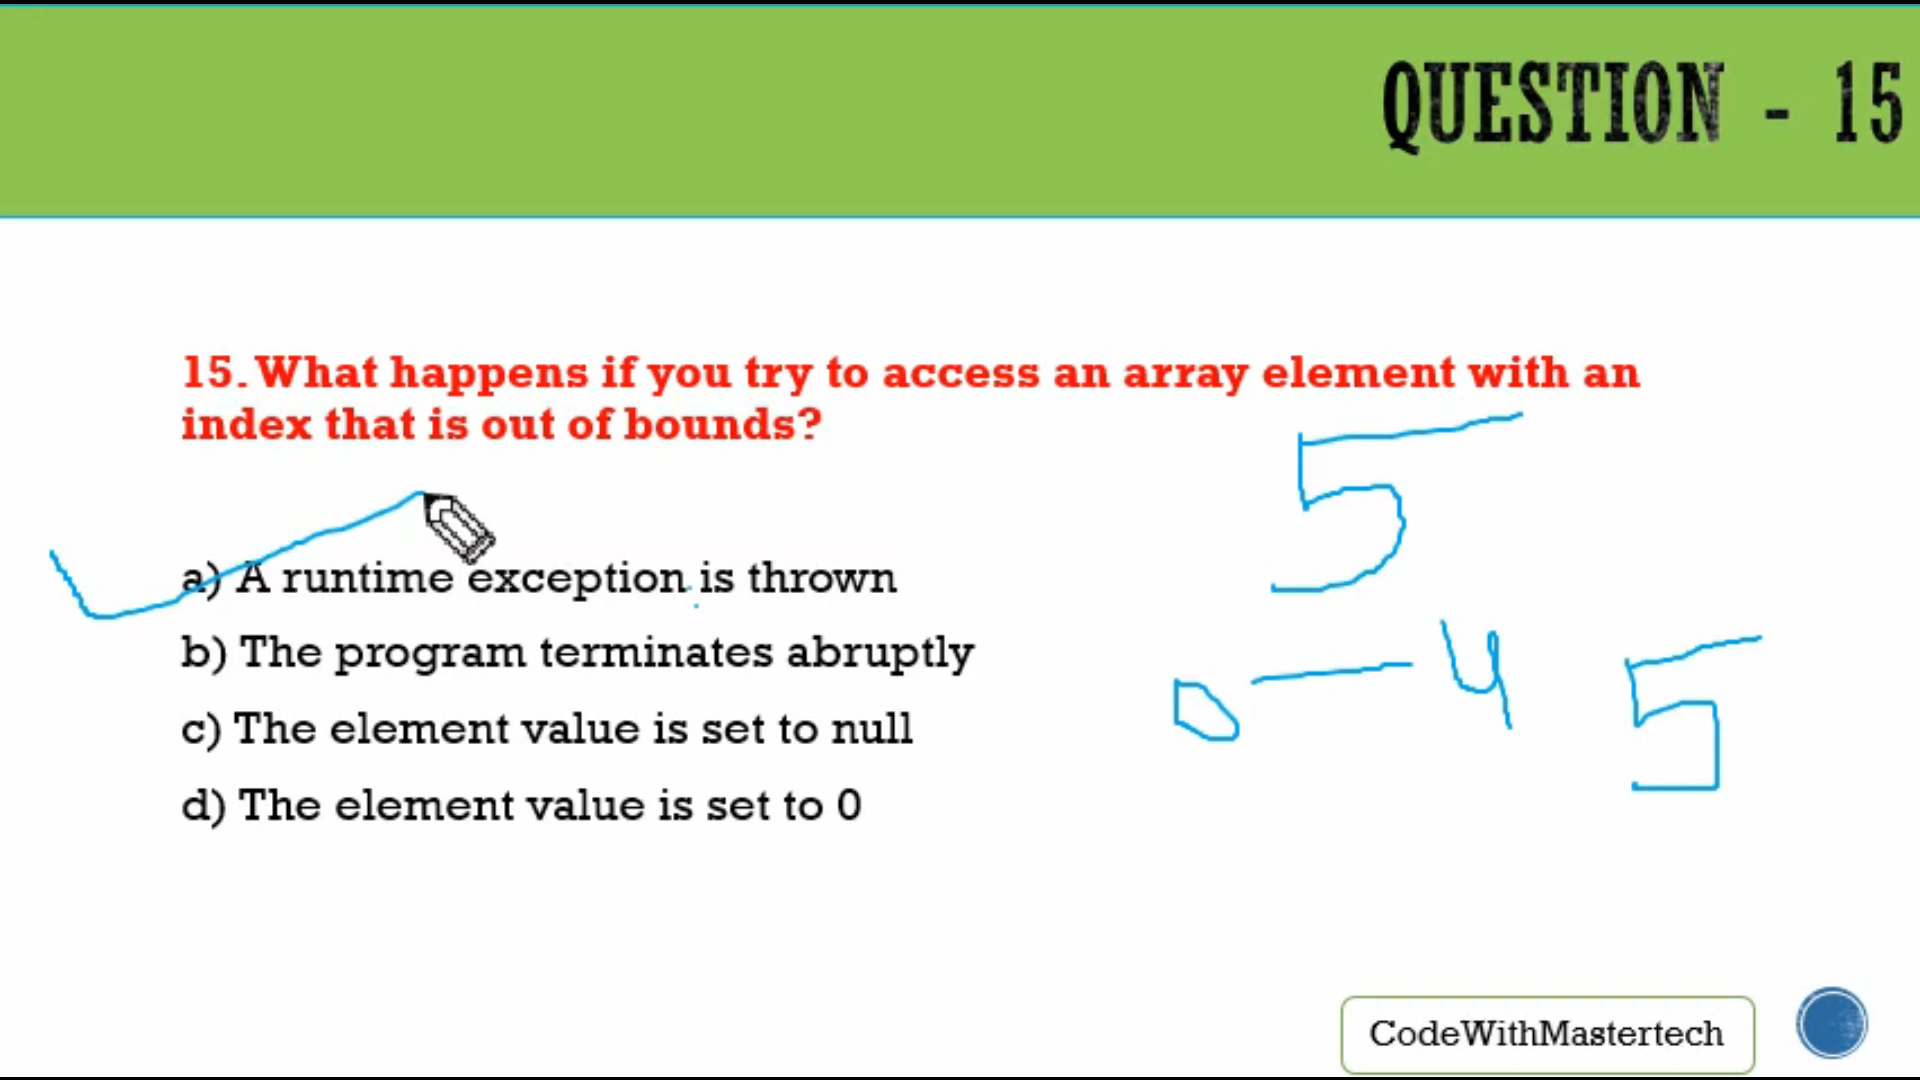 QUESTION - 15
15. What happens if you try to access an array element with an
index that is out of bounds?
5
a) A runtime exception is thrown
b) The program terminates abruptly
0 — 4 5
c) The element value is set to null
d) The element value is set to 0
CodeWithMastertech